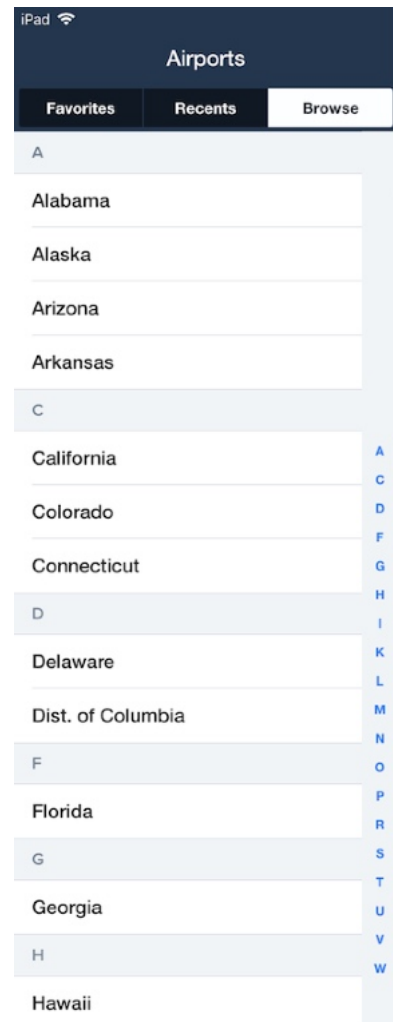 iPad
Airports
Favorites Recents Browse
A
Alabama
Alaska
Arizona
Arkansas
C
California
Colorado
Connecticut
D
Delaware
Dist. of Columbia
F
Florida
G
Georgia
H
Hawaii
A
C
D
F
G
H
I
K
L
M
N
O
P
R
S
T
U
V
W